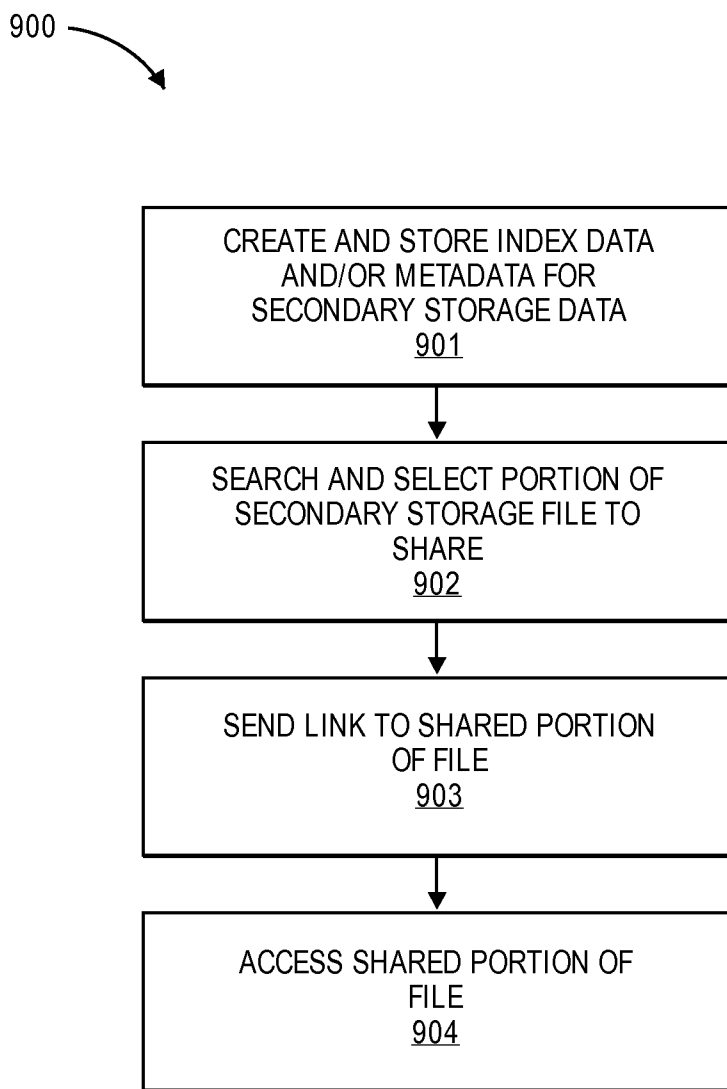 900
CREATE AND STORE INDEX DATA
AND/OR METADATA FOR
SECONDARY STORAGE DATA
901
SEARCH AND SELECT PORTION OF
SECONDARY STORAGE FILE TO
SHARE
902
SEND LINK TO SHARED PORTION
OF FILE
903
ACCESS SHARED PORTION OF
FILE
904